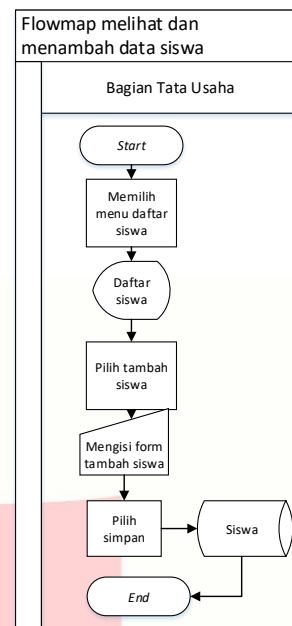 Flowmap melihat dan
menambah data siswa
Bagian Tata Usaha
Start
Memilih
menu daftar
siswa
Daftar
siswa
Pilih tambah
siswa
Mengisi form
tambah siswa
Pilih
simpan
Siswa
End